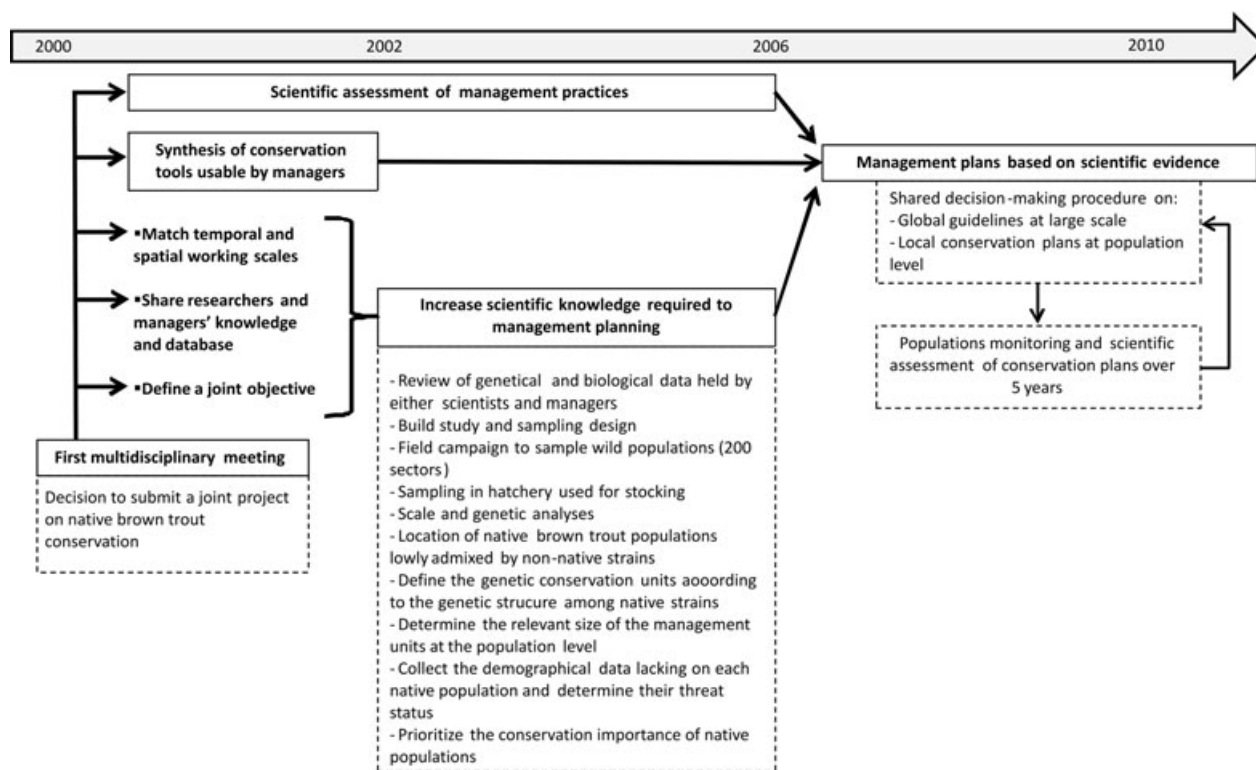 2000
2002
2006
2010
Scientific assessment of management practices
Synthesis of conservation
tools usable by managers
▪Match temporal and
spatial working scales
▪Share researchers and
managers' knowledge
and database
▪Define a joint objective
First multidisciplinary meeting
Decision to submit a joint project
on native brown trout
conservation
Increase scientific knowledge required to
management planning
- Review of genetical and biological data held by
either scientists and managers
- Build study and sampling design
- Field campaign to sample wild populations (200
sectors)
- Sampling in hatchery used for stocking
- Scale and genetic analyses
- Location of native brown trout populations
lowly admixed by non-native strains
- Define the genetic conservation units aooording
to the genetic strucure among native strains
- Determine the relevant size of the management
units at the population level
- Collect the demographical data lacking on each
native population and determine their threat
status
- Prioritize the conservation importance of native
populations
Management plans based on scientific evidence
Shared decision-making procedure on:
- Global guidelines at large scale
- Local conservation plans at population
level
Populations monitoring and scientific
assessment of conservation plans over
5 years